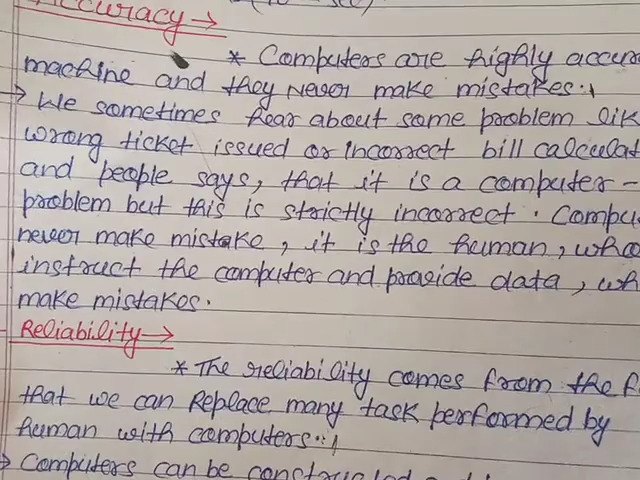 Accuracy →
* Computers are highly accura
machine and they never make mistakes.
→ We sometimes hear about some problem lik
wrong ticket issued or incorrect bill calculat
and people says, that it is a computer -
problem but this is strictly incorrect. Compu
never make mistake, it is the human, who
instruct the computer and provide data, wh
make mistakes.
Reliability →
* The reliability comes from the f
that we can Replace many task performed by
human with computers.
→ Computers can be constructed